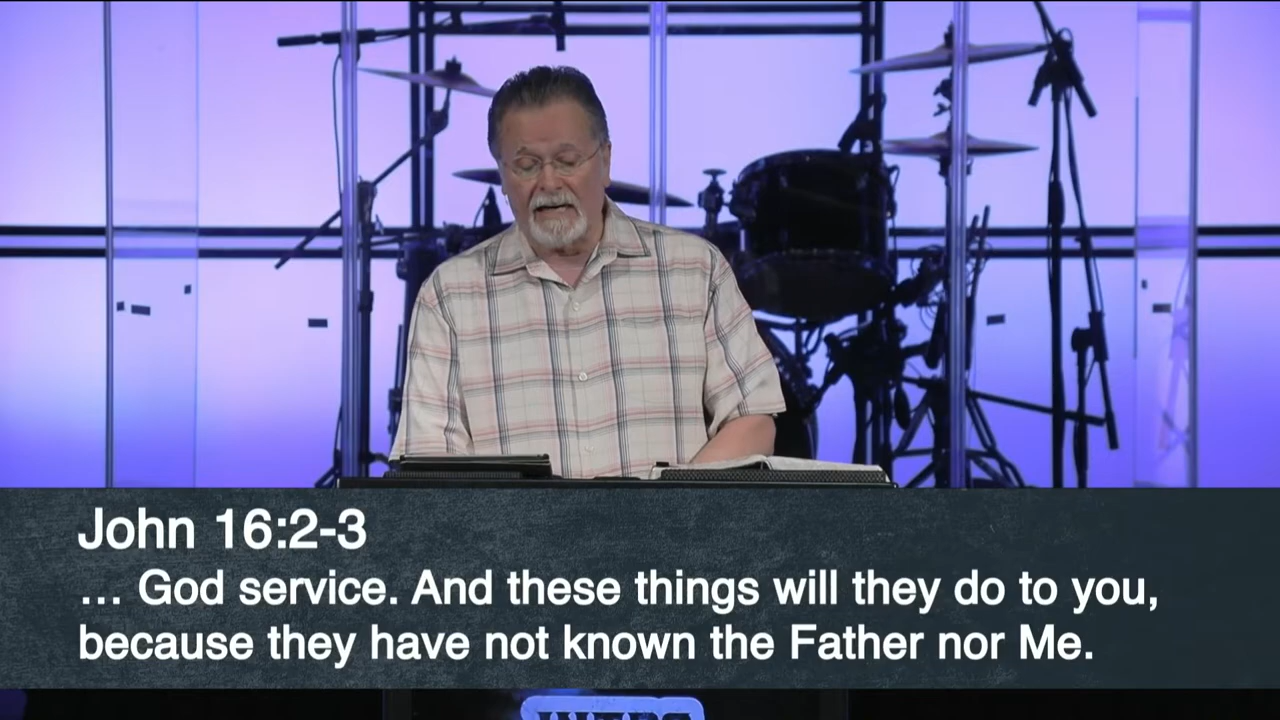 John 16:2-3
… God service. And these things will they do to you,
because they have not known the Father nor Me.